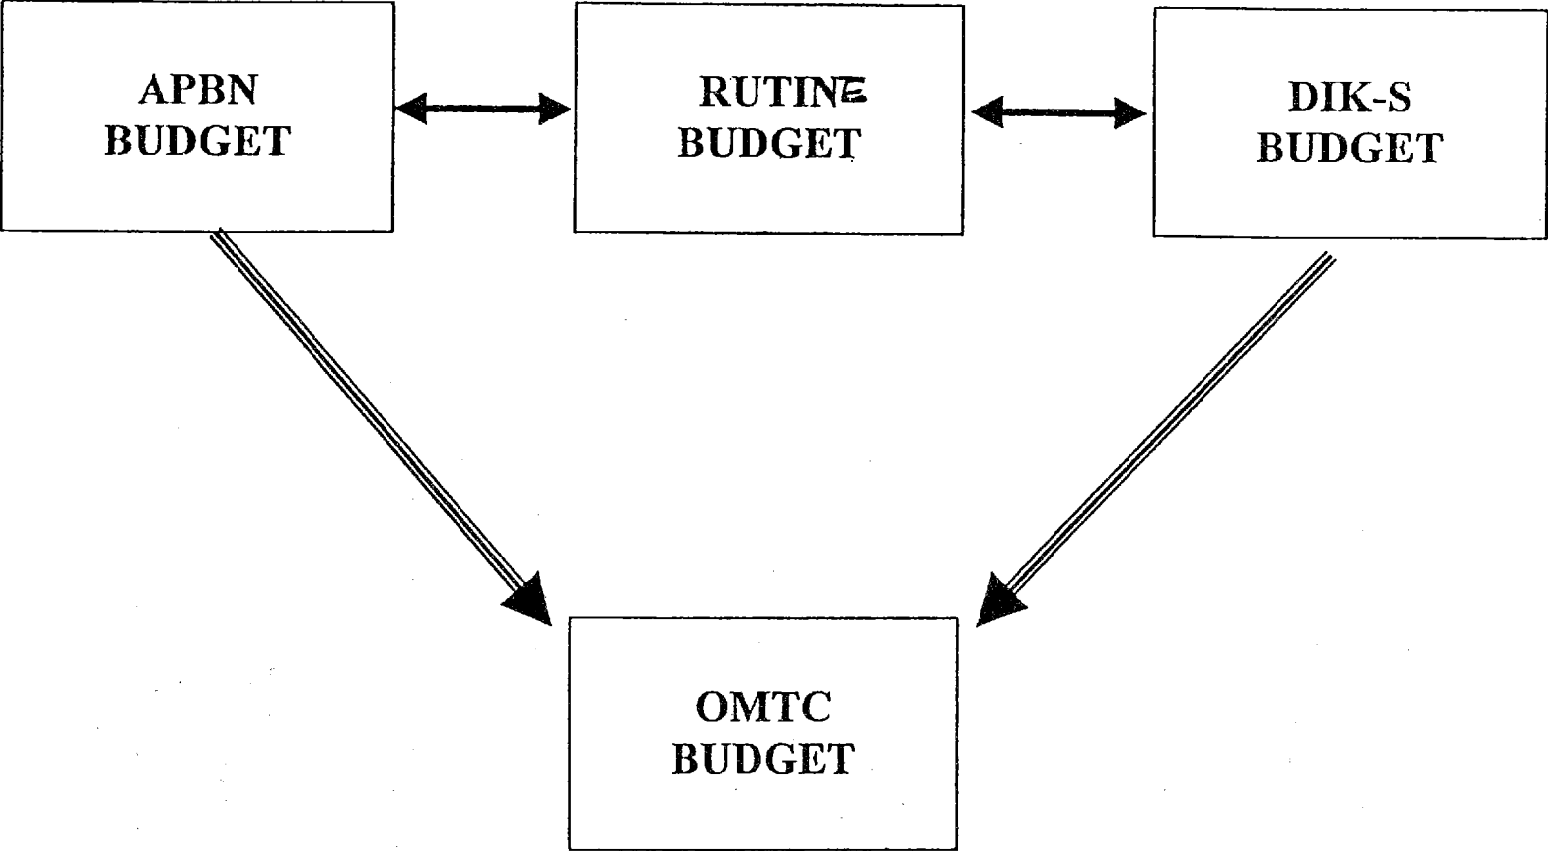 APBN
BUDGET
RUTINE
BUDGET
DIK-S
BUDGET
OMTC
BUDGET